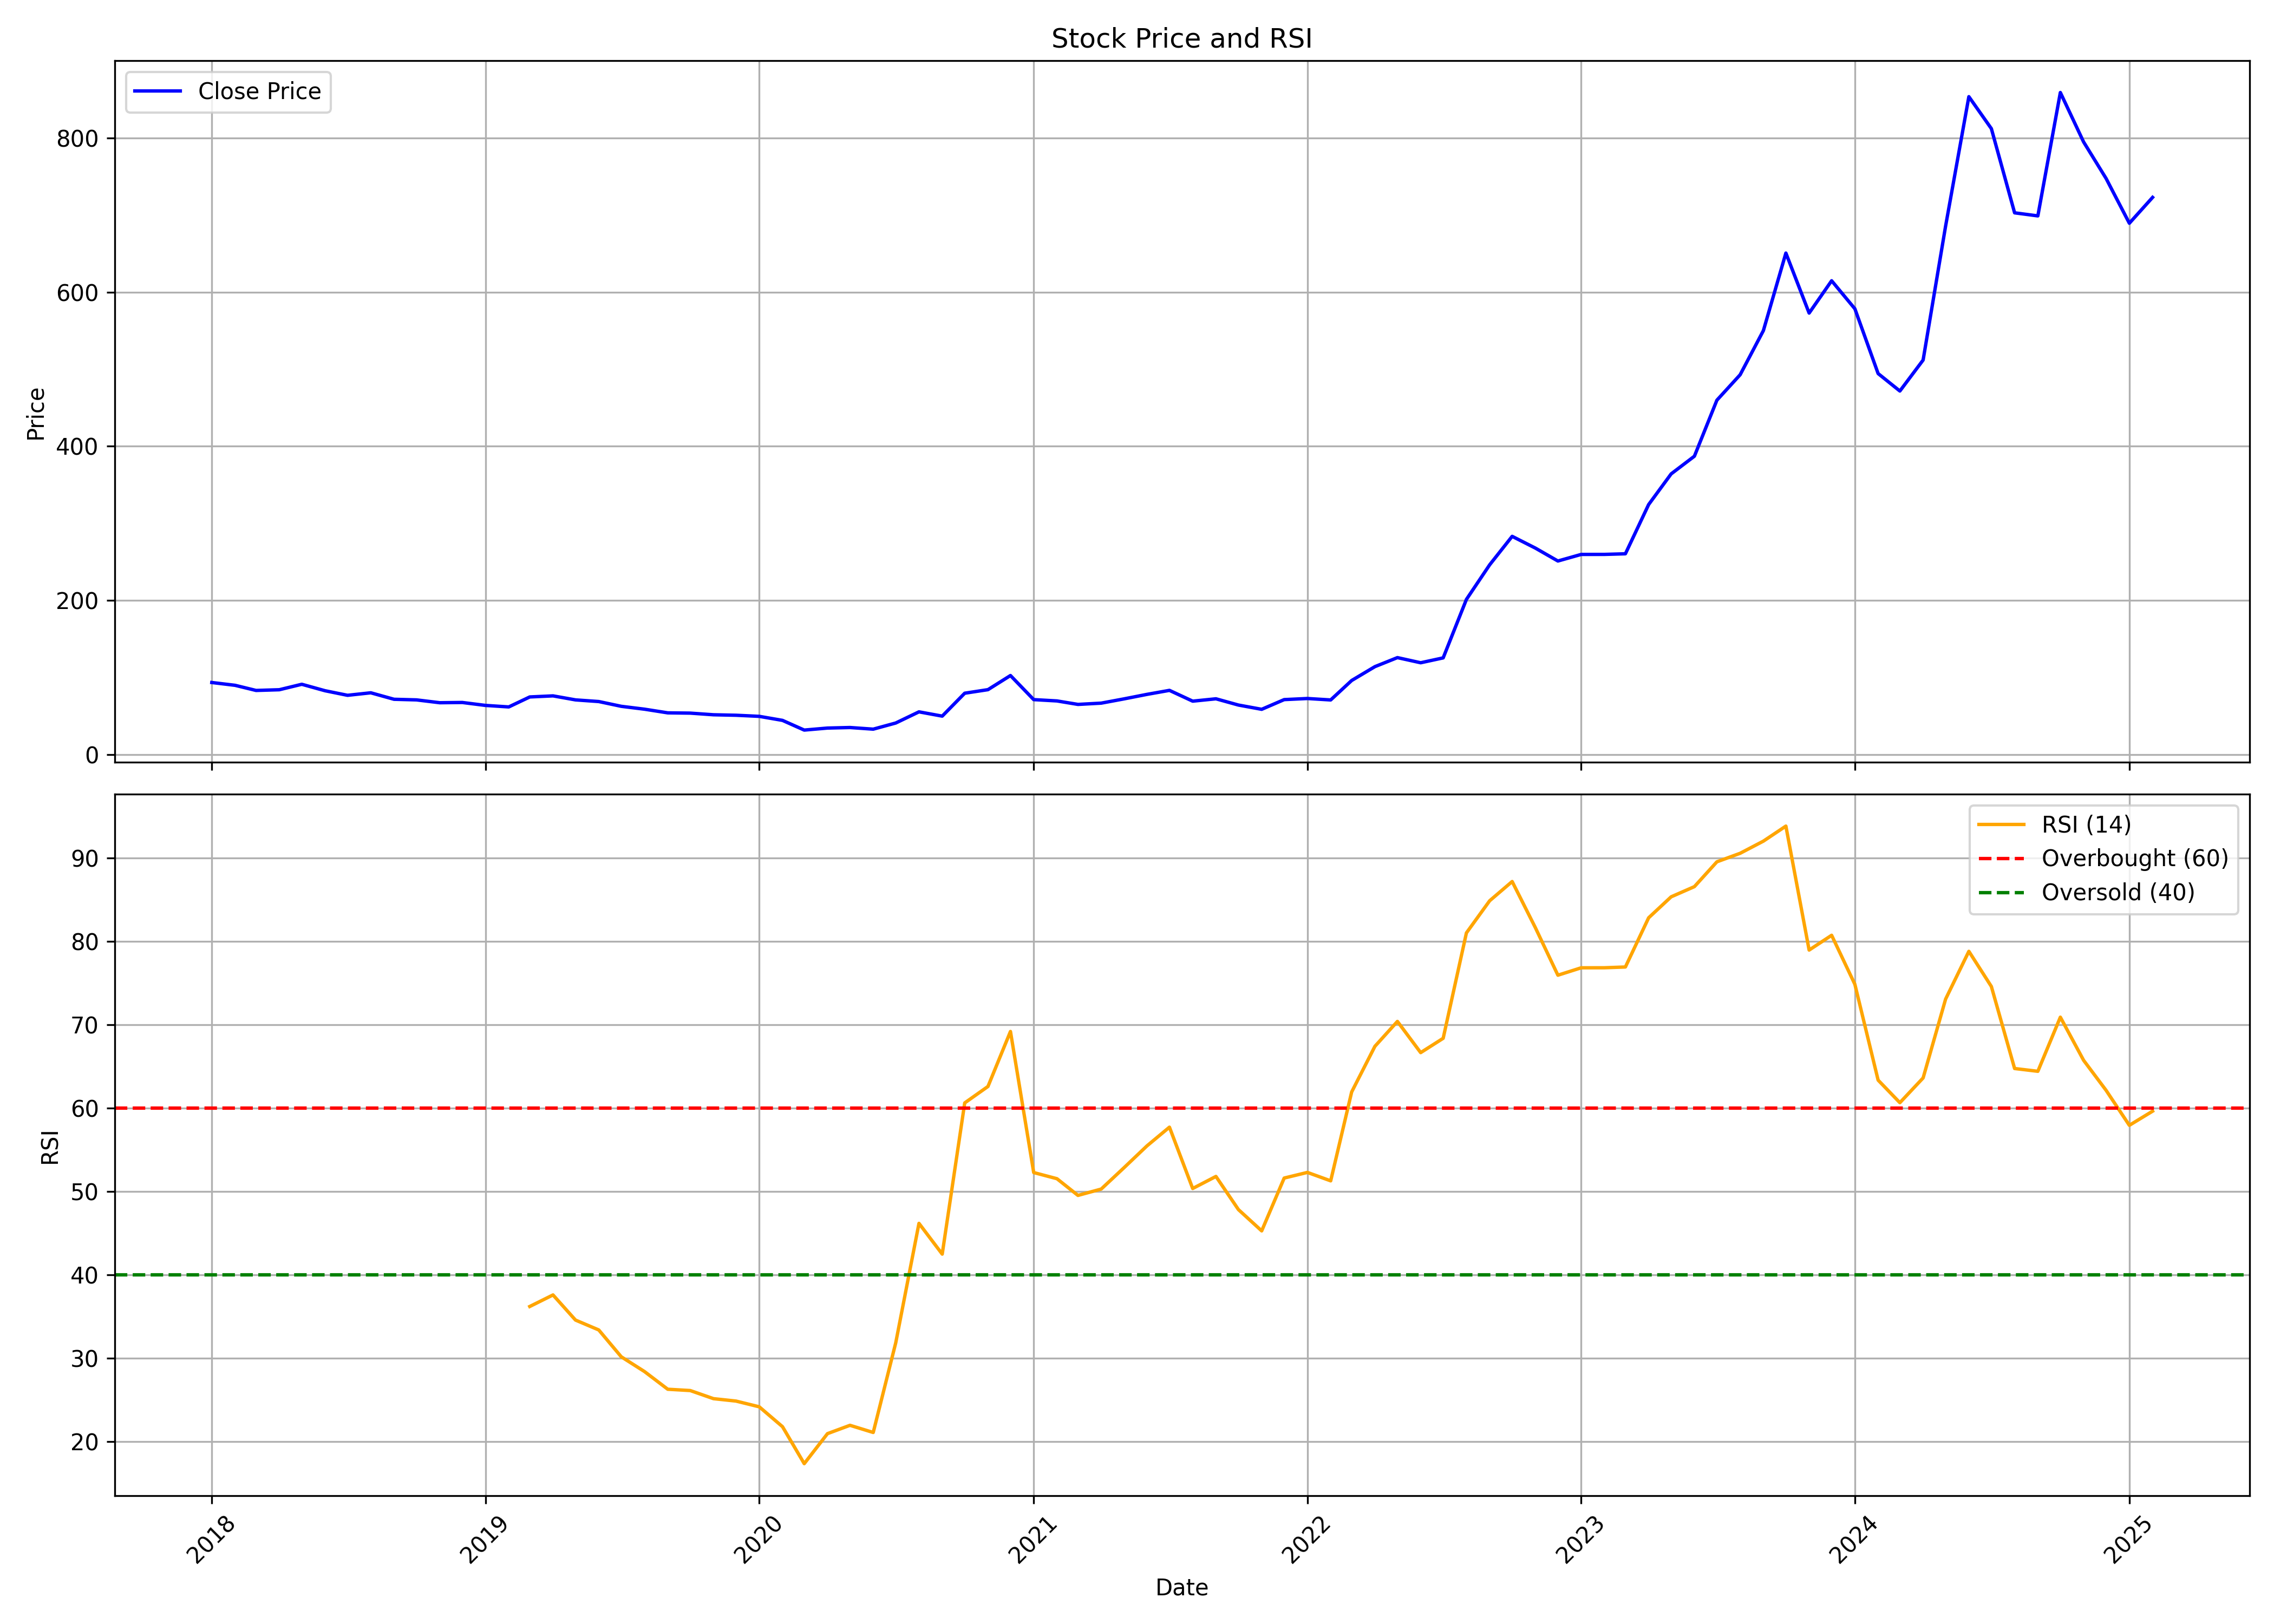 Stock Price and RSI
Close Price
800
600
400
200
0
Price
RSI (14)
Overbought (60)
Oversold (40)
90
80
70
60
50
40
30
20
RSI
2018
2019
2020
2021
2022
2023
2024
2025
Date